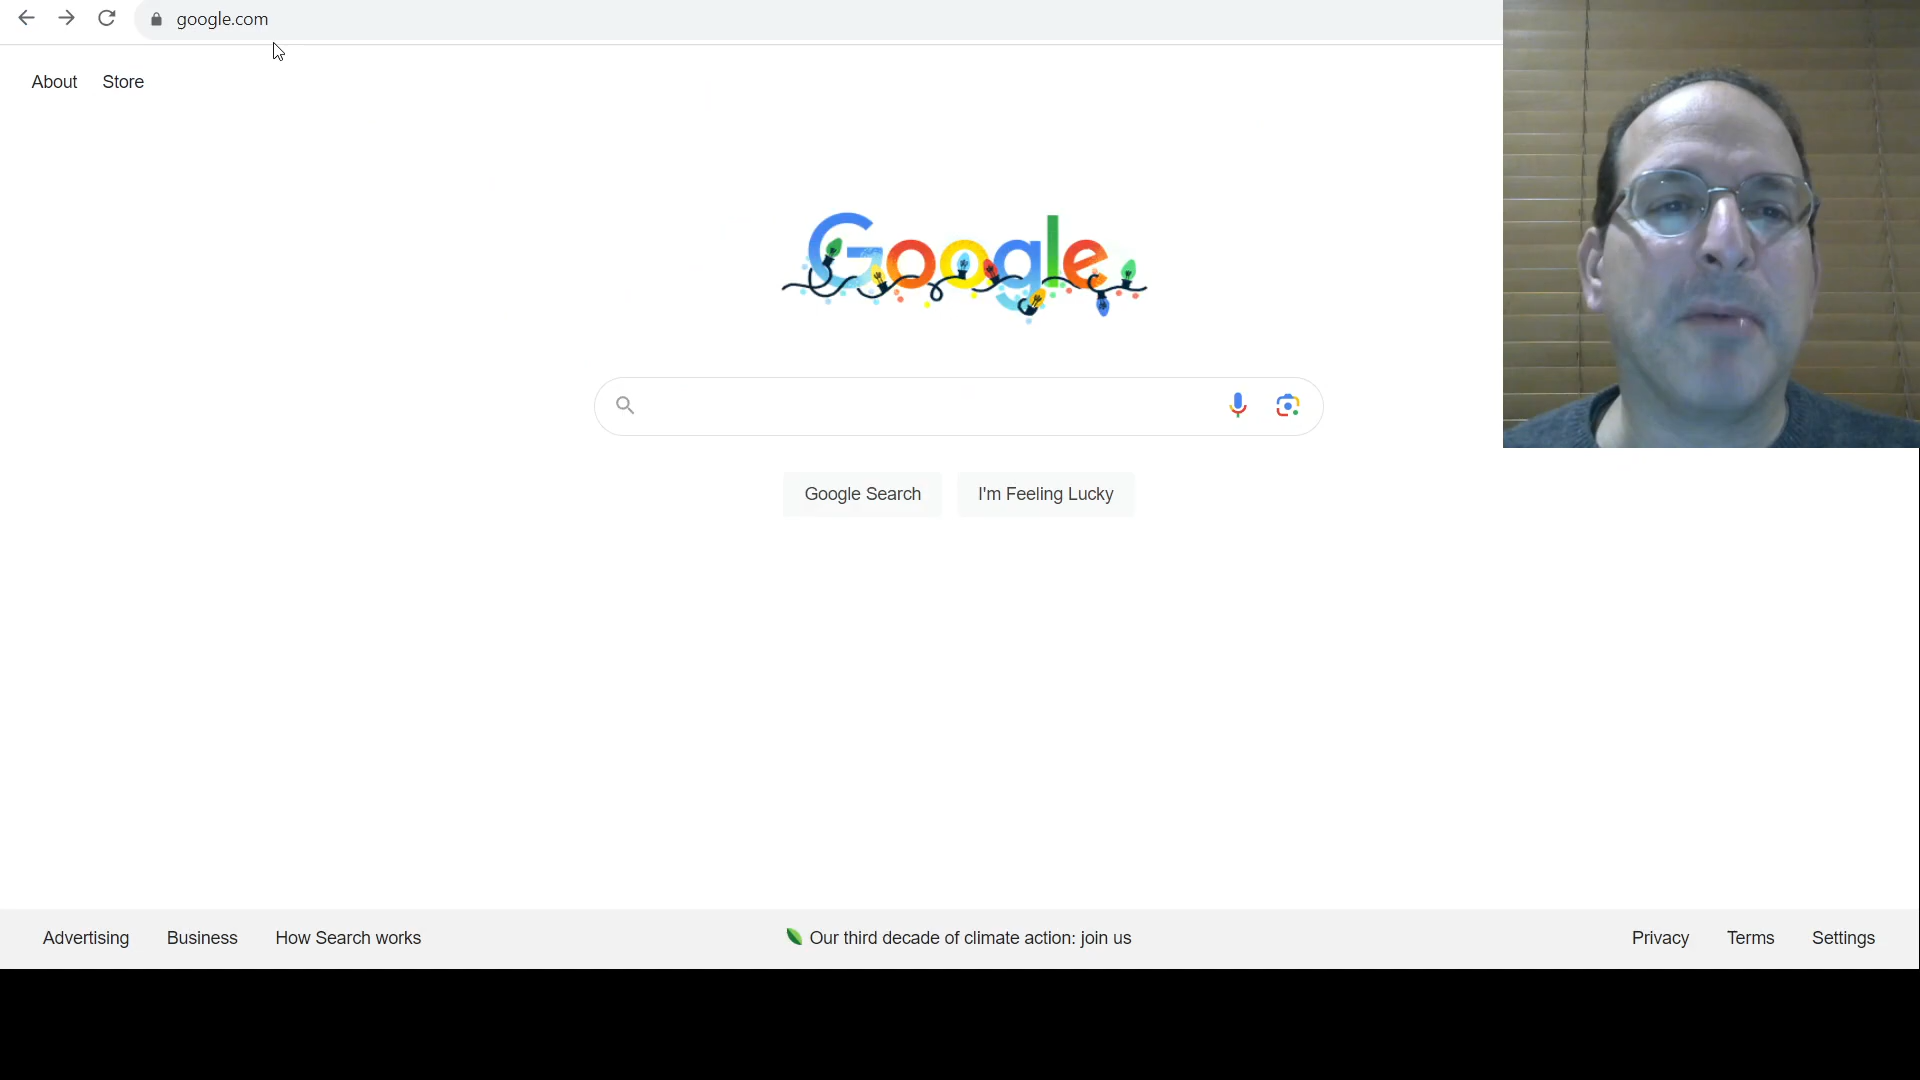 google.com
About Store
Google
Google Search I'm Feeling Lucky
Advertising Business How Search works Our third decade of climate action: join us Privacy Terms Settings